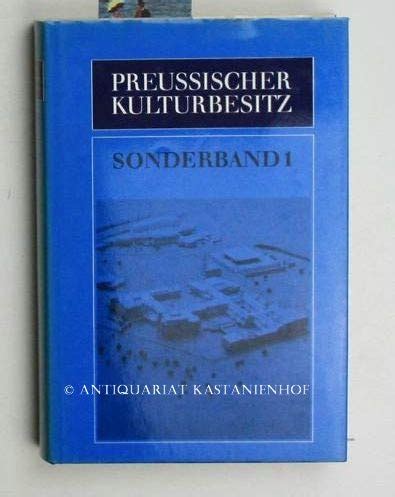 PREUSSISCHER
KULTURBESITZ
SONDERBAND 1
© ANTIQUARIAT KASTANIENHOF